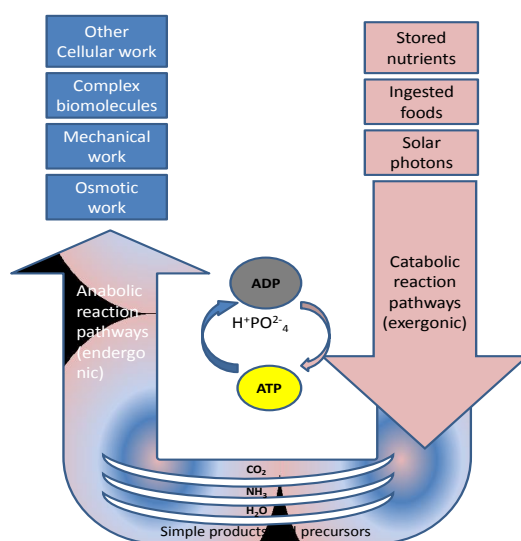 Other
Cellular work
Complex
biomolecules
Mechanical
work
Osmotic
work
Stored
nutrients
Ingested
foods
Solar
photons
Anabolic
reaction
pathways
(endergo
nic)
ADP
H⁺PO²⁻₄
ATP
Catabolic
reaction
pathways
(exergonic)
CO₂
NH₃
H₂O
Simple products precursors